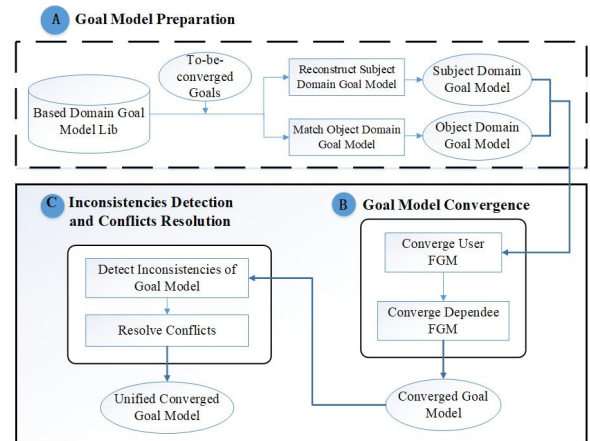 A Goal Model Preparation
To-be-
converged
Goals
Based Domain Goal
Model Lib
Reconstruct Subject
Domain Goal Model
Subject Domain
Goal Model
Match Object Domain
Goal Model
Object Domain
Goal Model
C Inconsistencies Detection
and Conflicts Resolution
Detect Inconsistencies of
Goal Model
Resolve Conflicts
Unified Converged
Goal Model
B Goal Model Convergence
Converge User
FGM
Converge Dependee
FGM
Converged Goal
Model